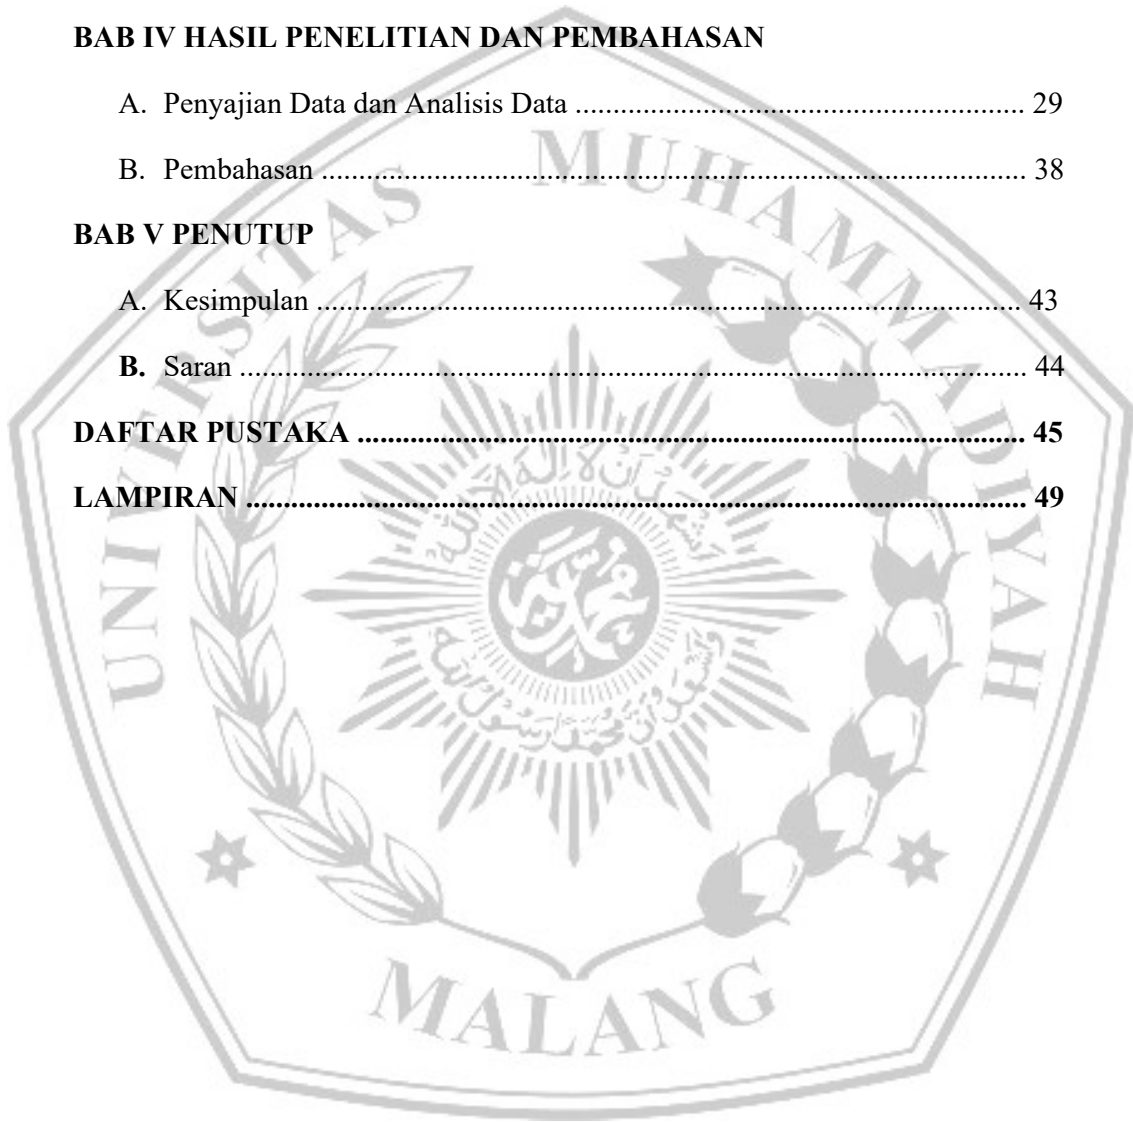 BAB IV HASIL PENELITIAN DAN PEMBAHASAN
A. Penyajian Data dan Analisis Data ............................................................ 29
B. Pembahasan ............................................................................................... 38
BAB V PENUTUP
A. Kesimpulan ............................................................................................... 43
B. Saran .......................................................................................................... 44
DAFTAR PUSTAKA ......................................................................................... 45
LAMPIRAN ........................................................................................................ 49
UNIVERSITAS MUHAMMADIYAH
MALANG